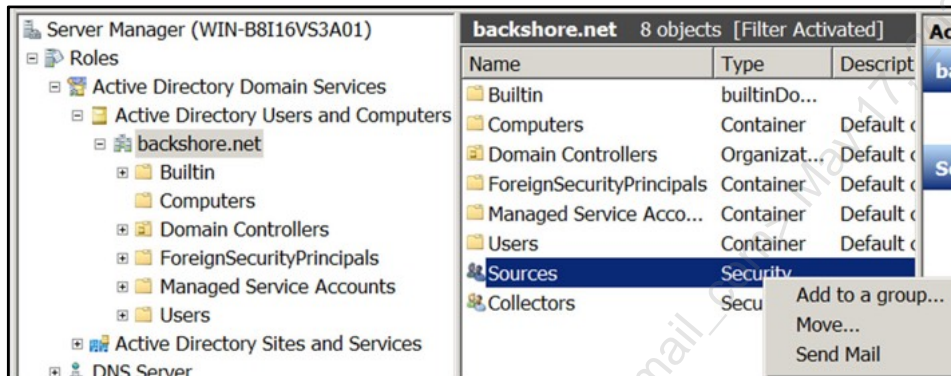 Server Manager (WIN-B8I16VS3A01)
Roles
Active Directory Domain Services
Active Directory Users and Computers
backshore.net
Builtin
Computers
Domain Controllers
ForeignSecurityPrincipals
Managed Service Accounts
Users
Active Directory Sites and Services
DNS Server
backshore.net 8 objects [Filter Activated]
Name Type Descript
Builtin builtinDo...
Computers Container Default
Domain Controllers Organizat... Default
ForeignSecurityPrincipals Container Default
Managed Service Acco... Container Default
Users Container Default
Sources Security
Collectors Secu
Add to a group...
Move...
Send Mail
Ac
ba